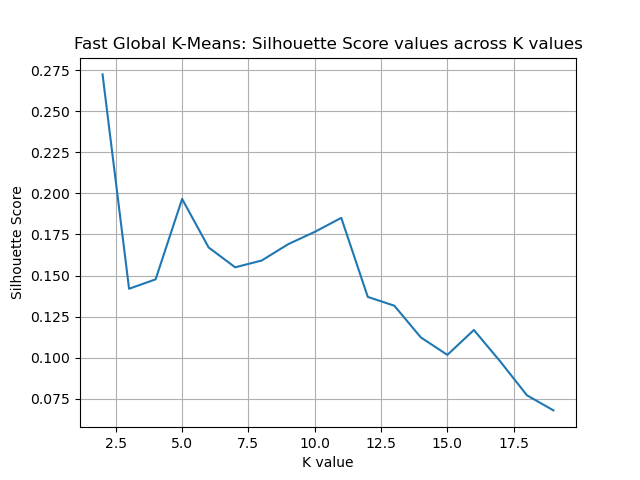 Fast Global K-Means: Silhouette Score values across K values
0.275
0.250
0.225
0.200
0.175
0.150
0.125
0.100
0.075
Silhouette Score
2.5 5.0 7.5 10.0 12.5 15.0 17.5
K value